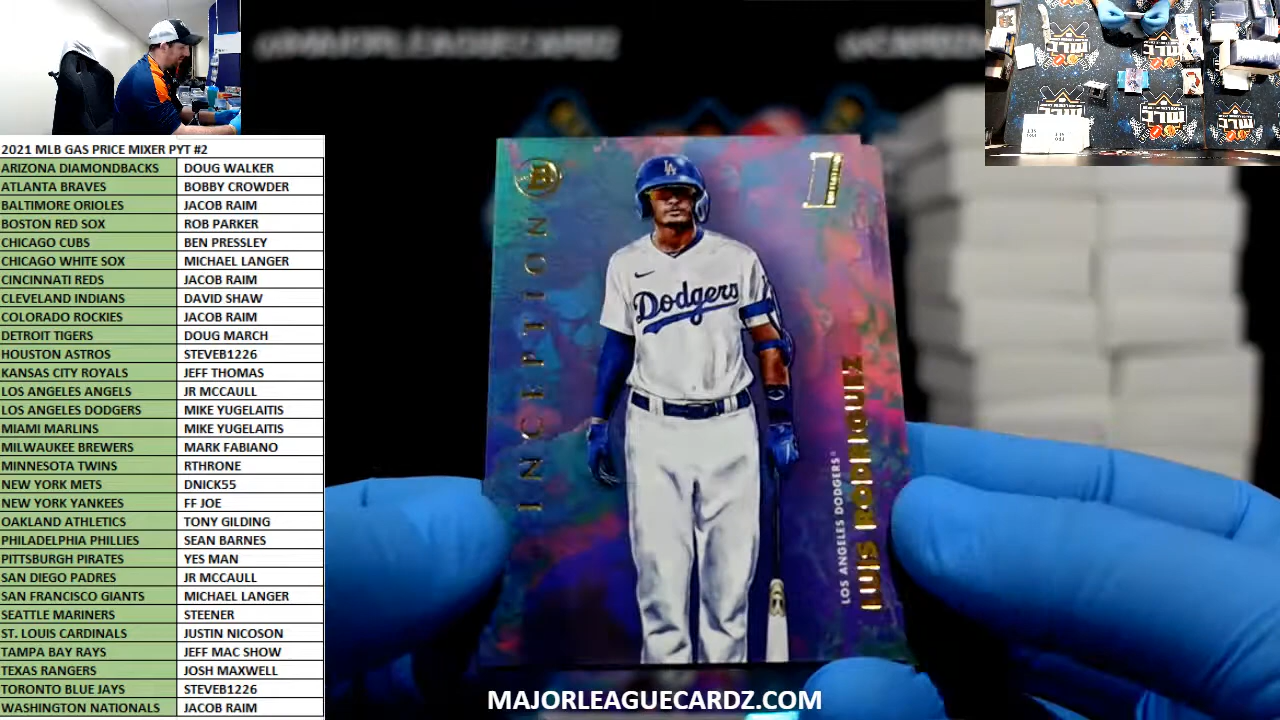 2021 MLB GAS PRICE MIXER PYT #2
ARIZONA DIAMONDBACKS DOUG WALKER
ATLANTA BRAVES BOBBY CROWDER
BALTIMORE ORIOLES JACOB RAIM
BOSTON RED SOX ROB PARKER
CHICAGO CUBS BEN PRESSLEY
CHICAGO WHITE SOX MICHAEL LANGER
CINCINNATI REDS JACOB RAIM
CLEVELAND INDIANS DAVID SHAW
COLORADO ROCKIES JACOB RAIM
DETROIT TIGERS DOUG MARCH
HOUSTON ASTROS STEVEB1226
KANSAS CITY ROYALS JEFF THOMAS
LOS ANGELES ANGELS JR MCCAULL
LOS ANGELES DODGERS MIKE YUGELAITIS
MIAMI MARLINS MIKE YUGELAITIS
MILWAUKEE BREWERS MARK FABIANO
MINNESOTA TWINS RTHRONE
NEW YORK METS DNICK55
NEW YORK YANKEES FF JOE
OAKLAND ATHLETICS TONY GILDING
PHILADELPHIA PHILLIES SEAN BARNES
PITTSBURGH PIRATES YES MAN
SAN DIEGO PADRES JR MCCAULL
SAN FRANCISCO GIANTS MICHAEL LANGER
SEATTLE MARINERS STEENER
ST. LOUIS CARDINALS JUSTIN NICOSON
TAMPA BAY RAYS JEFF MAC SHOW
TEXAS RANGERS JOSH MAXWELL
TORONTO BLUE JAYS STEVEB1226
WASHINGTON NATIONALS JACOB RAIM
@MAJORLEAGUECARDZ
B
INCEPTION
LA
Dodgers
LOS ANGELES DODGERS
LUIS RODRIGUEZ
MAJORLEAGUECARDZ.COM